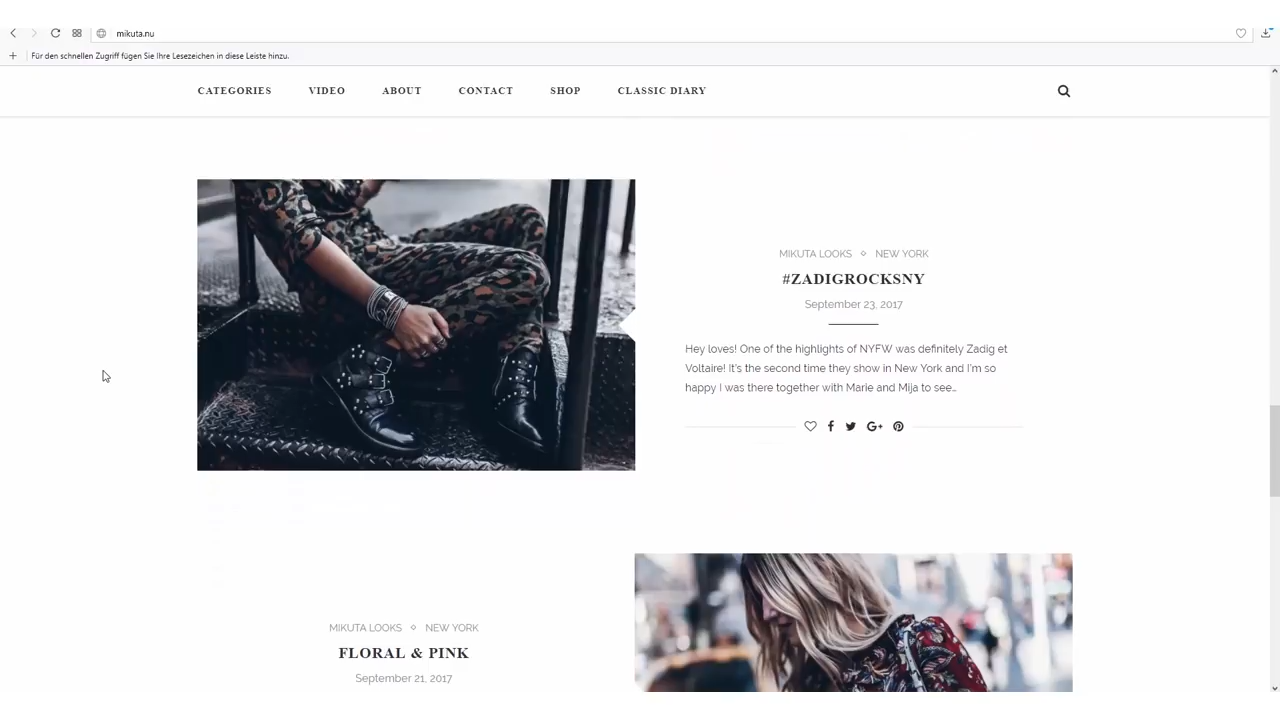 mikuta.nu
Für den schnellen Zugriff fügen Sie Ihre Lesezeichen in diese Leiste hinzu.
CATEGORIES VIDEO ABOUT CONTACT SHOP CLASSIC DIARY
MIKUTA LOOKS ◇ NEW YORK
#ZADIGROCKSNY
September 23, 2017
Hey loves! One of the highlights of NYFW was definitely Zadig et
Voltaire! It's the second time they show in New York and I'm so
happy I was there together with Marie and Mija to see…
MIKUTA LOOKS ◇ NEW YORK
FLORAL & PINK
September 21, 2017